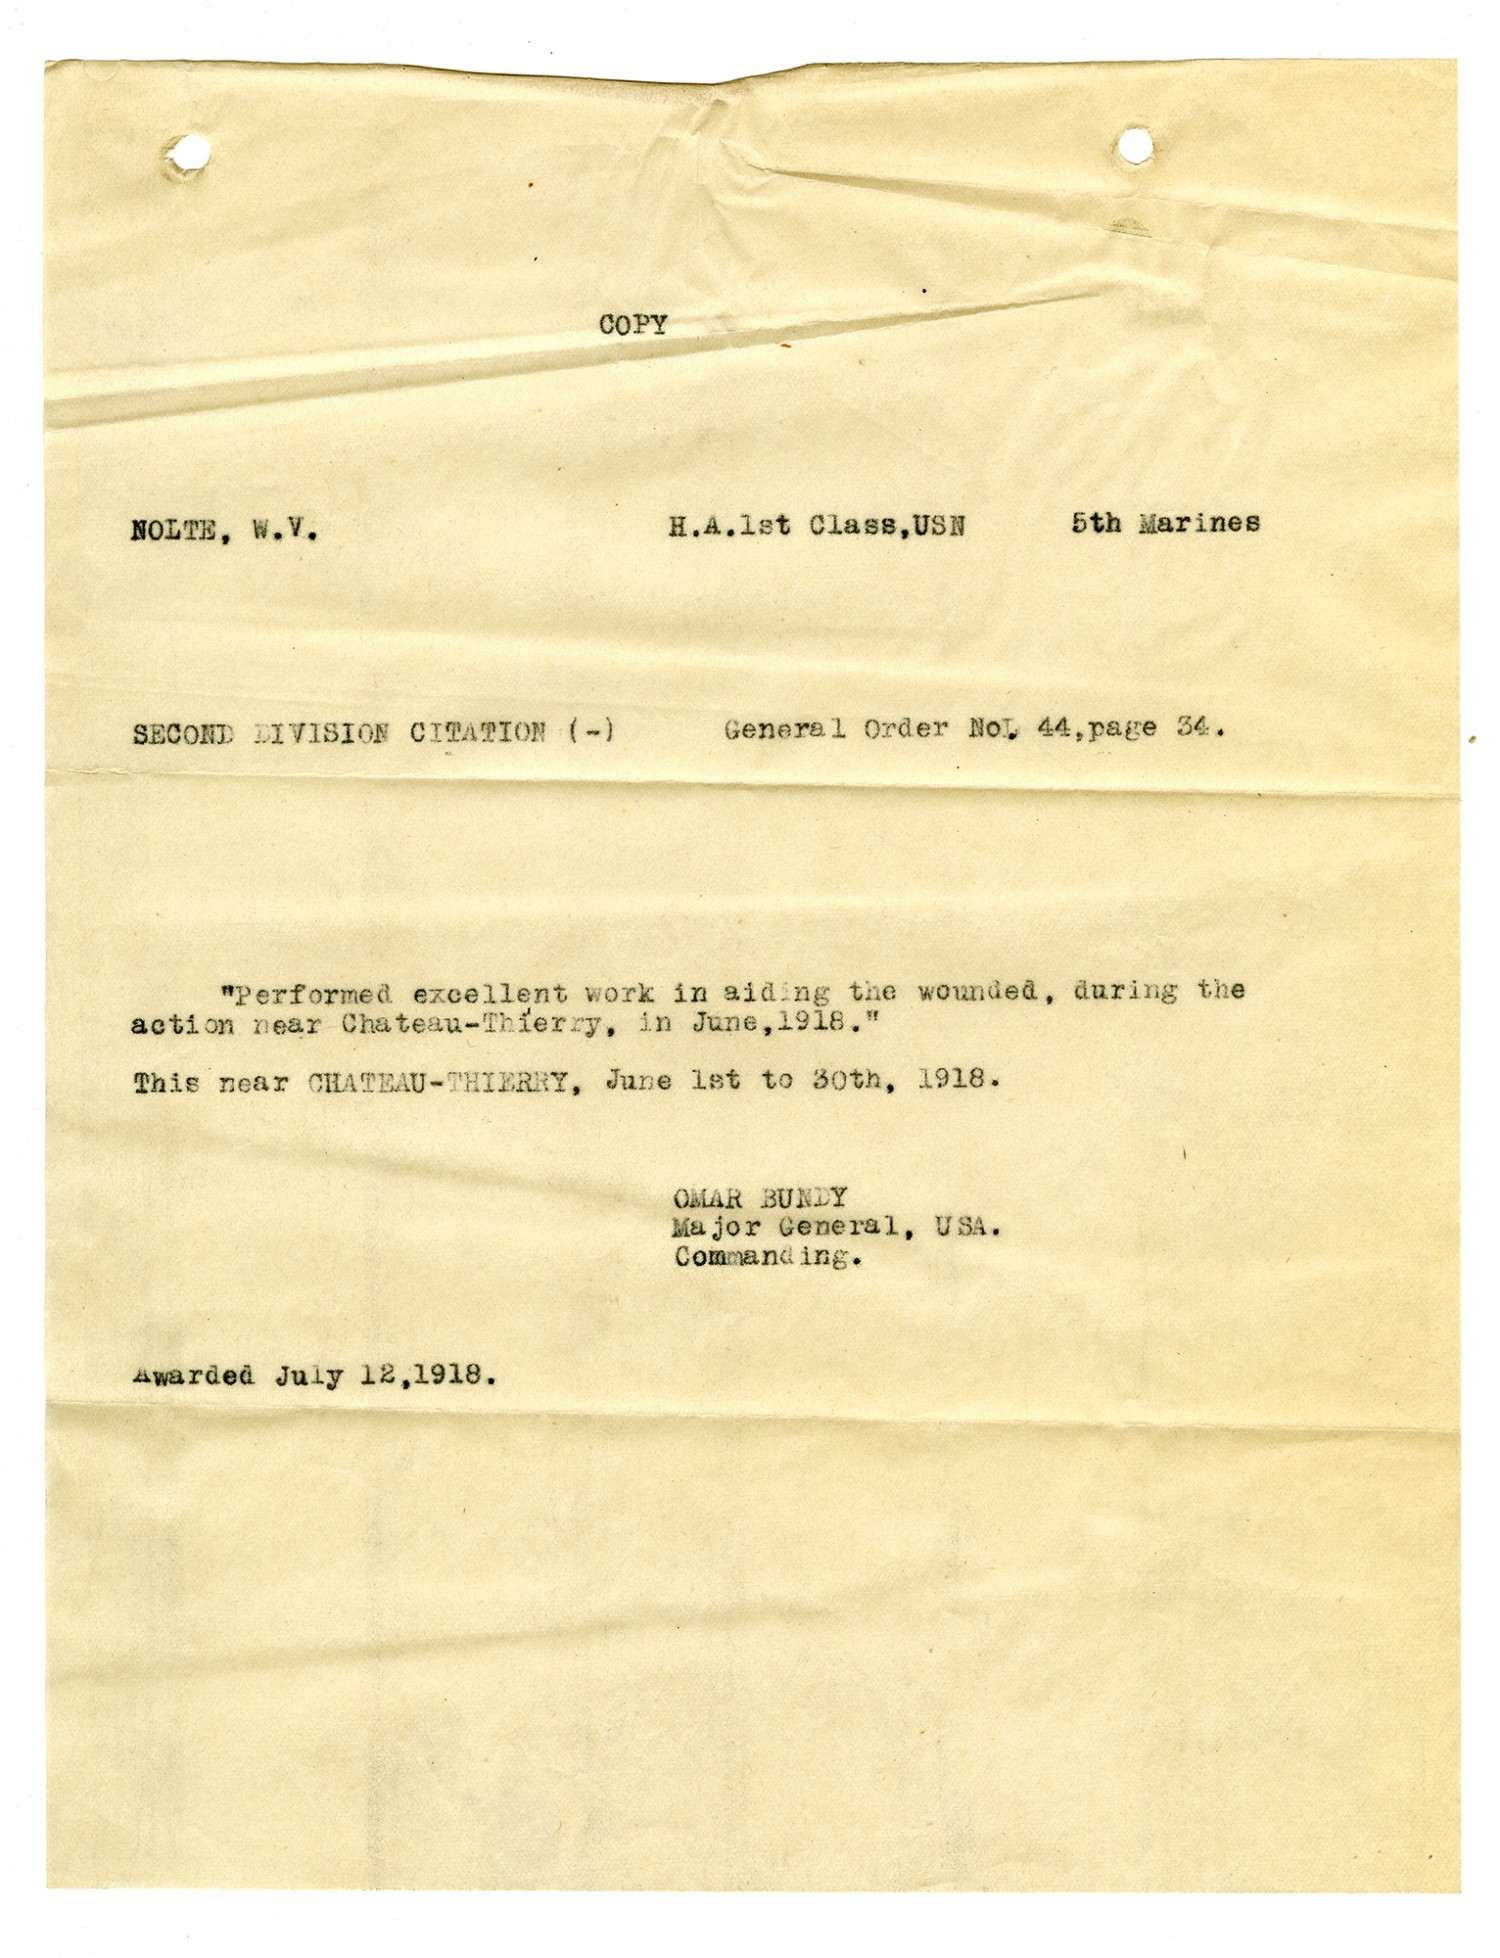 COPY
NOLTE, W.V. H.A.1st Class,USN 5th Marines
SECOND DIVISION CITATION (-) General Order No. 44,page 34.
"Performed excellent work in aiding the wounded, during the
action near Chateau-Thierry, in June,1918."
This near CHATEAU-THIERRY, June 1st to 30th, 1918.
OMAR BUNDY
Major General, USA.
Commanding.
Awarded July 12,1918.